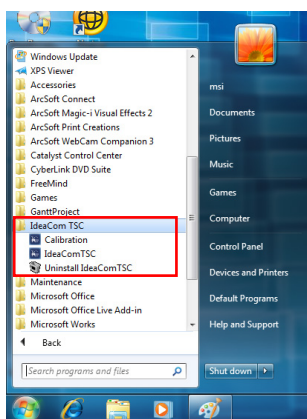 Windows Update
XPS Viewer
Accessories
ArcSoft Connect
ArcSoft Magic-i Visual Effects 2
ArcSoft Print Creations
ArcSoft WebCam Companion 3
Catalyst Control Center
CyberLink DVD Suite
FreeMind
Games
GanttProject
IdeaCom TSC
Calibration
IdeaComTSC
Uninstall IdeaComTSC
Maintenance
Microsoft Office
Microsoft Office Live Add-in
Microsoft Works
Back
Search programs and files
msi
Documents
Pictures
Music
Games
Computer
Control Panel
Devices and Printers
Default Programs
Help and Support
Shut down